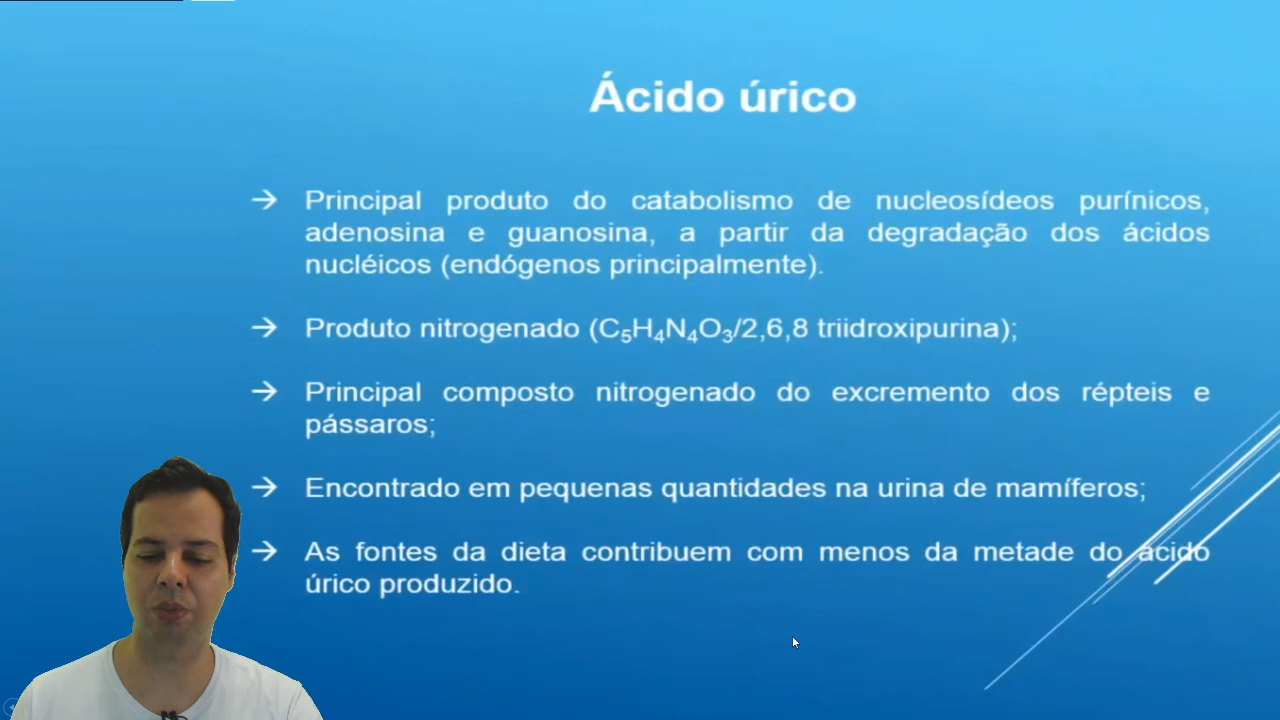 Ácido úrico
→ Principal produto do catabolismo de nucleosídeos purínicos,
adenosina e guanosina, a partir da degradação dos ácidos
nucléicos (endógenos principalmente).
→ Produto nitrogenado (C₅H₄N₄O₃/2,6,8 triidroxipurina);
→ Principal composto nitrogenado do excremento dos répteis e
pássaros;
→ Encontrado em pequenas quantidades na urina de mamíferos;
→ As fontes da dieta contribuem com menos da metade do ácido
úrico produzido.